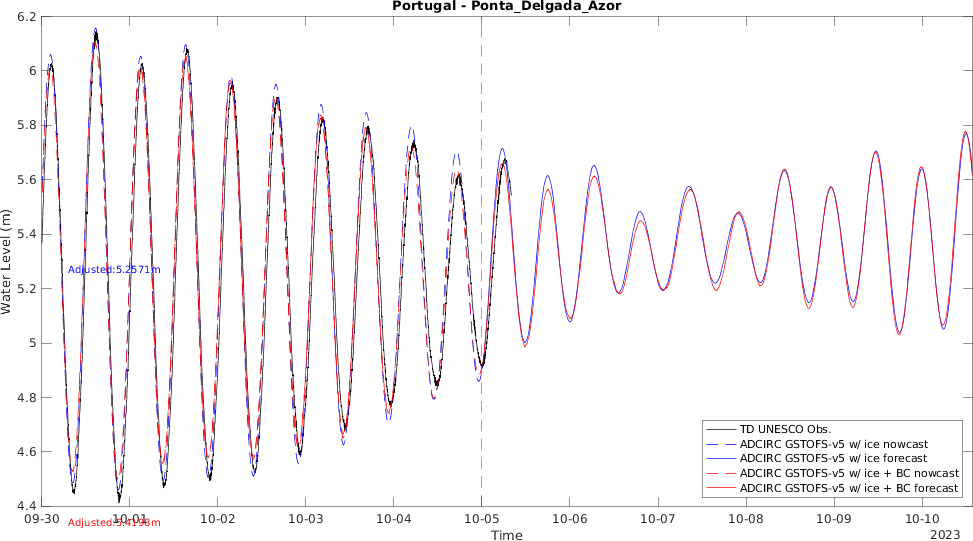 Portugal - Ponta_Delgada_Azor
6.2
6
5.8
5.6
5.4
5.2
5
4.8
4.6
4.4
Water Level (m)
Adjusted:5.2571m
Adjusted:5.4193m
TD UNESCO Obs.
ADCIRC GSTOFS-v5 w/ ice nowcast
ADCIRC GSTOFS-v5 w/ ice forecast
ADCIRC GSTOFS-v5 w/ ice + BC nowcast
ADCIRC GSTOFS-v5 w/ ice + BC forecast
09-30 10-01 10-02 10-03 10-04 10-05 10-06 10-07 10-08 10-09 10-10
Time
2023